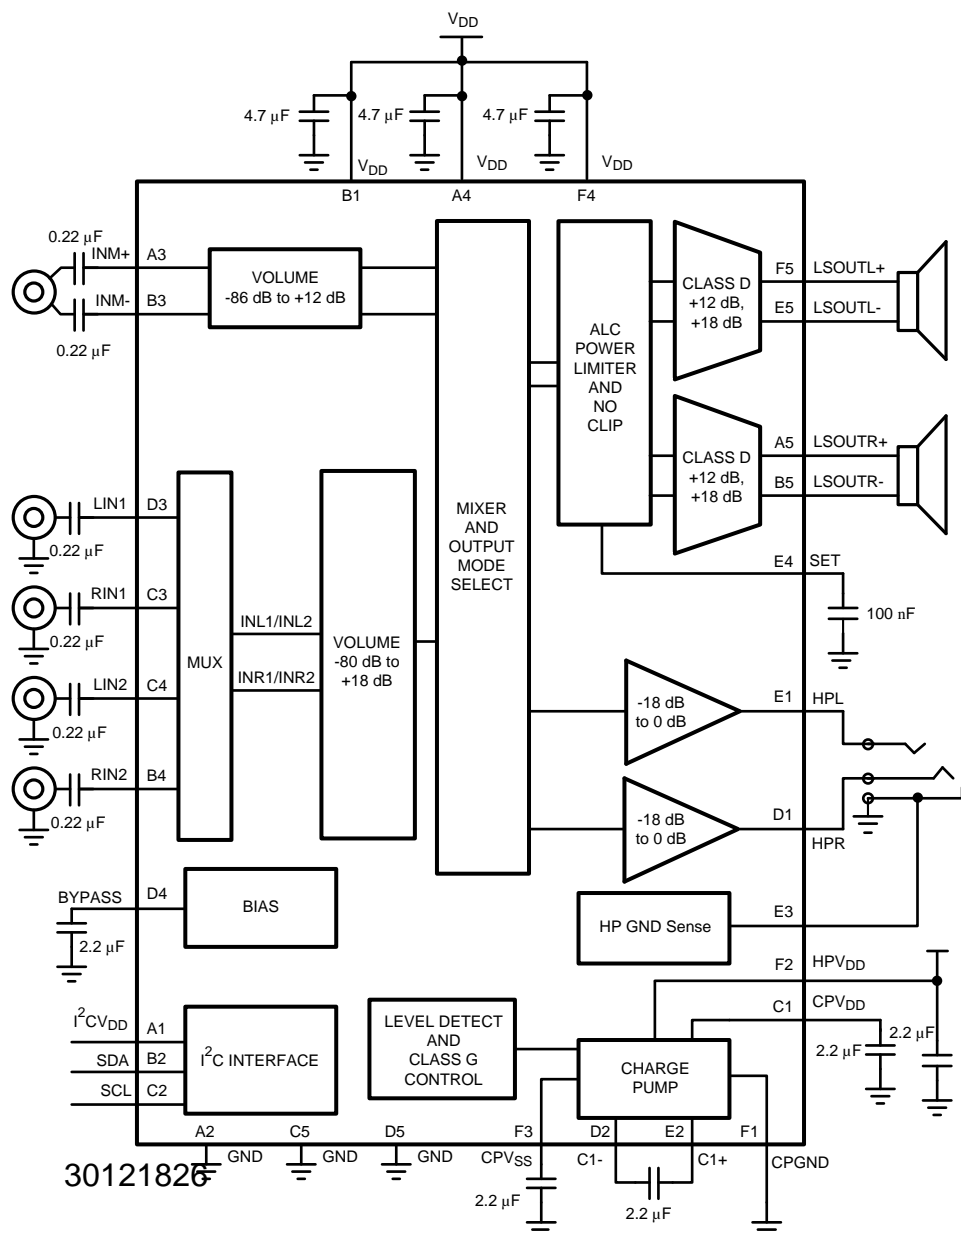 VDD
4.7 µF 4.7 µF 4.7 µF
VDD VDD VDD
B1 A4 F4
0.22 µF
INM+ A3
INM- B3
0.22 µF
VOLUME
-86 dB to +12 dB
ALC
POWER
LIMITER
AND
NO
CLIP
CLASS D
+12 dB,
+18 dB
F5 LSOUTL+
E5 LSOUTL-
CLASS D
+12 dB,
+18 dB
A5 LSOUTR+
B5 LSOUTR-
E4 SET
100 nF
LIN1 D3
0.22 µF
RIN1 C3
0.22 µF
LIN2 C4
0.22 µF
RIN2 B4
0.22 µF
MUX
INL1/INL2
INR1/INR2
VOLUME
-80 dB to
+18 dB
MIXER
AND
OUTPUT
MODE
SELECT
-18 dB
to 0 dB
E1 HPL
-18 dB
to 0 dB
D1
HPR
BYPASS D4
2.2 µF
BIAS
HP GND Sense
E3
F2 HPVDD
C1 CPVDD
2.2 µF
2.2 µF
I²CVDD A1
SDA B2
SCL C2
I²C INTERFACE
LEVEL DETECT
AND
CLASS G
CONTROL
CHARGE
PUMP
A2 C5 D5 F3 D2 E2 F1
GND GND GND CPVSS C1- C1+ CPGND
2.2 µF 2.2 µF
30121826